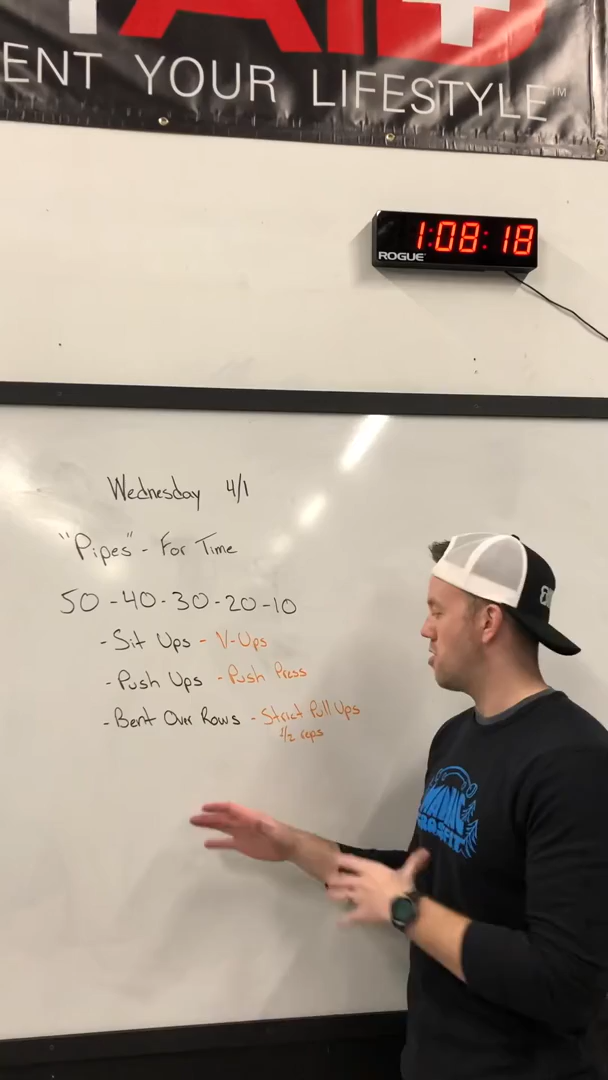 ENT YOUR LIFESTYLE™
1:08:18
ROGUE
Wednesday 4/1
"Pipes" - For Time
50 - 40 - 30 - 20 - 10
- Sit Ups - V-Ups
- Push Ups - Push Press
- Bent Over Rows - Strict Pull Ups
1/2 reps